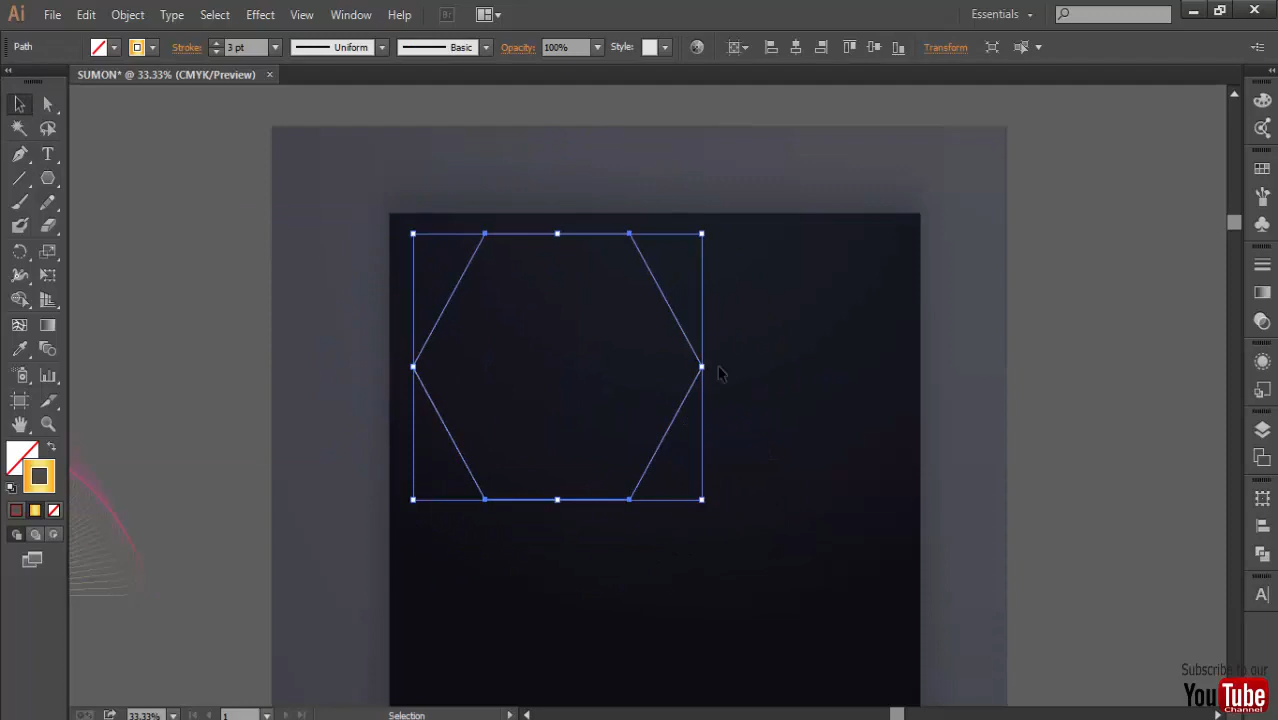 Ai File Edit Object Type Select Effect View Window Help Br Essentials
Path Stroke: 3 pt Uniform Basic Opacity: 100% Style: Transform
SUMON* @ 33.33% (CMYK/Preview) ×
T
A
Subscribe to our
YouTube
Channel
33.33% 1 Selection